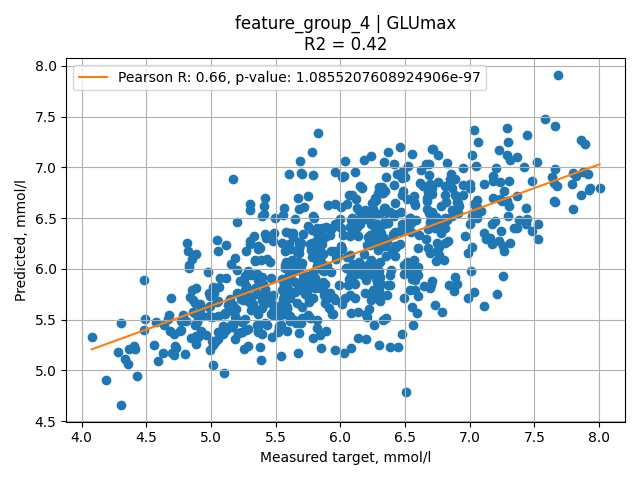 feature_group_4 | GLUmax
R2 = 0.42
Pearson R: 0.66, p-value: 1.0855207608924906e-97
8.0
7.5
7.0
6.5
6.0
5.5
5.0
4.5
Predicted, mmol/l
4.0 4.5 5.0 5.5 6.0 6.5 7.0 7.5 8.0
Measured target, mmol/l